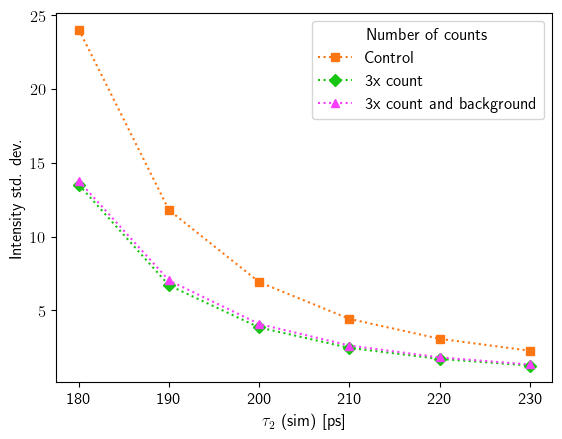 25
20
15
10
5
Intensity std. dev.
Number of counts
Control
3x count
3x count and background
180 190 200 210 220 230
τ₂ (sim) [ps]